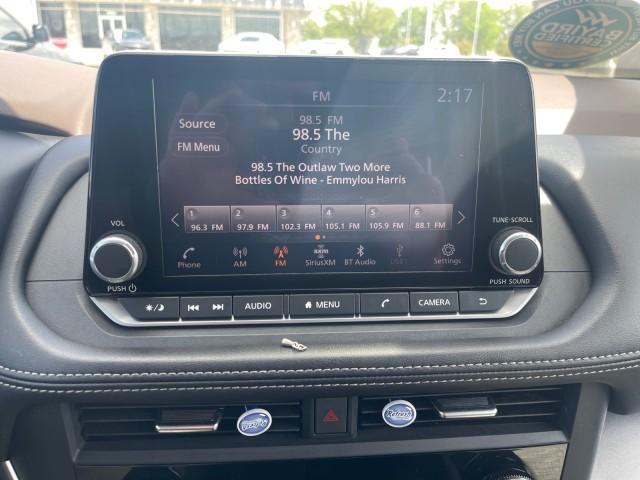 FM
2:17
98.5 FM
Source
98.5 The
Country
FM Menu
98.5 The Outlaw Two More
Bottles Of Wine - Emmylou Harris
1 2 3 4 5 6
96.3 FM 97.9 FM 102.3 FM 105.1 FM 105.9 FM 88.1 FM
VOL
TUNE·SCROLL
Phone AM FM SiriusXM BT Audio USB1 Settings
PUSH
PUSH SOUND
AUDIO MENU CAMERA
Refresh